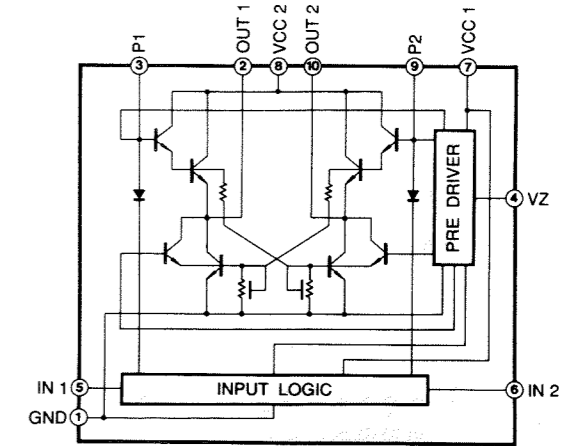 P1
OUT 1
VCC 2
OUT 2
P2
VCC 1
3
2
8
10
9
7
PRE DRIVER
4 VZ
IN 1 5
INPUT LOGIC
6 IN 2
GND 1